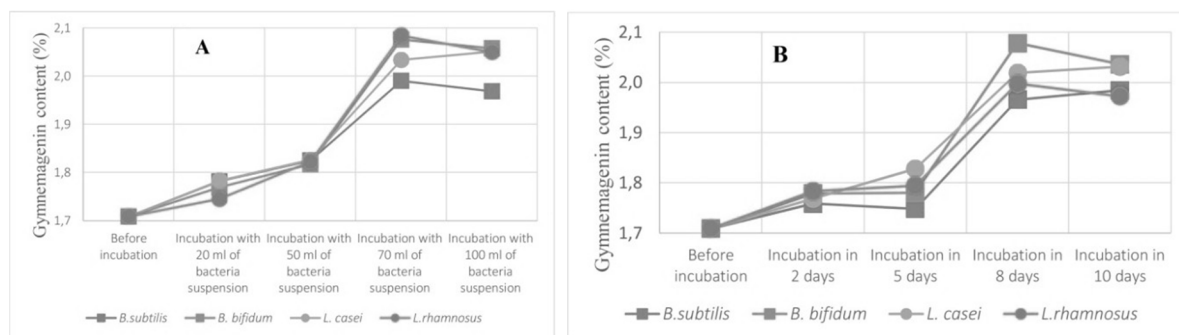 A
Gymnemagenin content (%)
2,1
2,0
1,9
1,8
1,7
Before
incubation
Incubation with
20 ml of
bacteria
suspension
Incubation with
50 ml of
bacteria
suspension
Incubation with
70 ml of
bacteria
suspension
Incubation with
100 ml of
bacteria
suspension
B.subtilis
B. bifidum
L. casei
L.rhamnosus
B
Gymnemagenin content (%)
2,1
2,0
1,9
1,8
1,7
Before
incubation
Incubation in
2 days
Incubation in
5 days
Incubation in
8 days
Incubation in
10 days
B.subtilis
B. bifidum
L. casei
L.rhamnosus